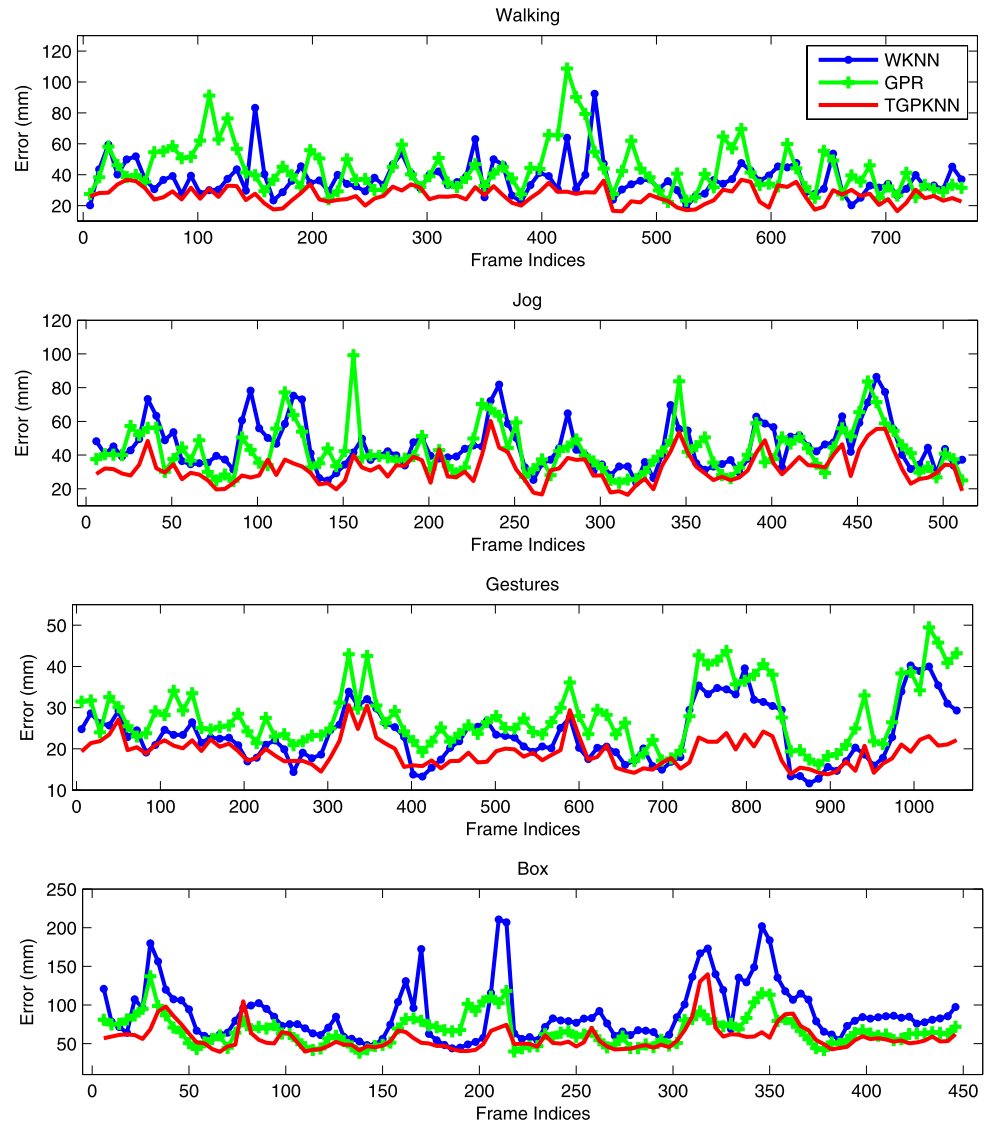 Walking
120
100
80
60
40
20
Error (mm)
WKNN
GPR
TGPKNN
0 100 200 300 400 500 600 700
Frame Indices
Jog
120
100
80
60
40
20
Error (mm)
0 50 100 150 200 250 300 350 400 450 500
Frame Indices
Gestures
50
40
30
20
10
Error (mm)
0 100 200 300 400 500 600 700 800 900 1000
Frame Indices
Box
250
200
150
100
50
Error (mm)
0 50 100 150 200 250 300 350 400 450
Frame Indices